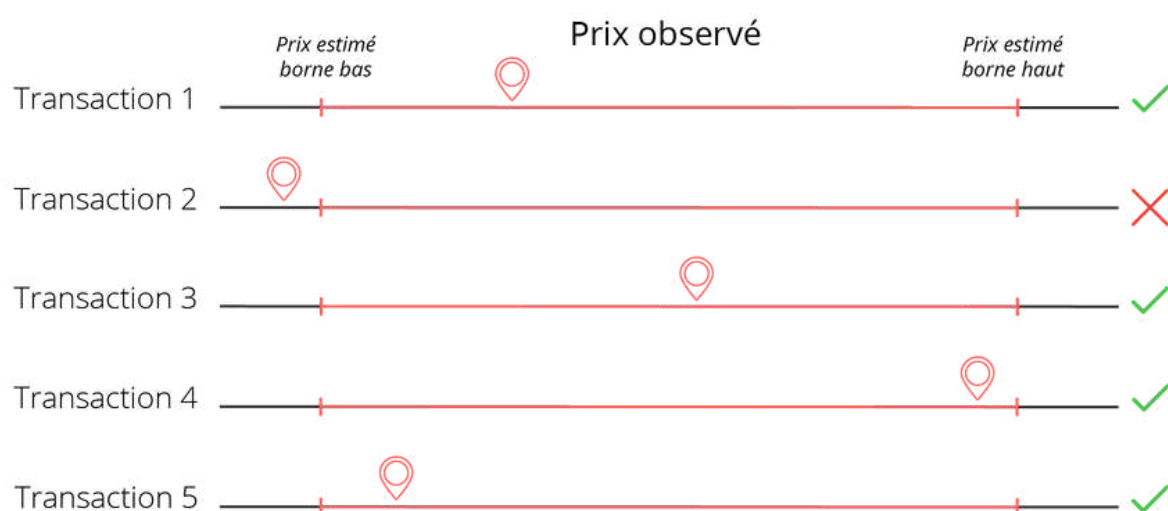 Prix observé
Prix estimé
borne bas
Prix estimé
borne haut
Transaction 1
Transaction 2
Transaction 3
Transaction 4
Transaction 5